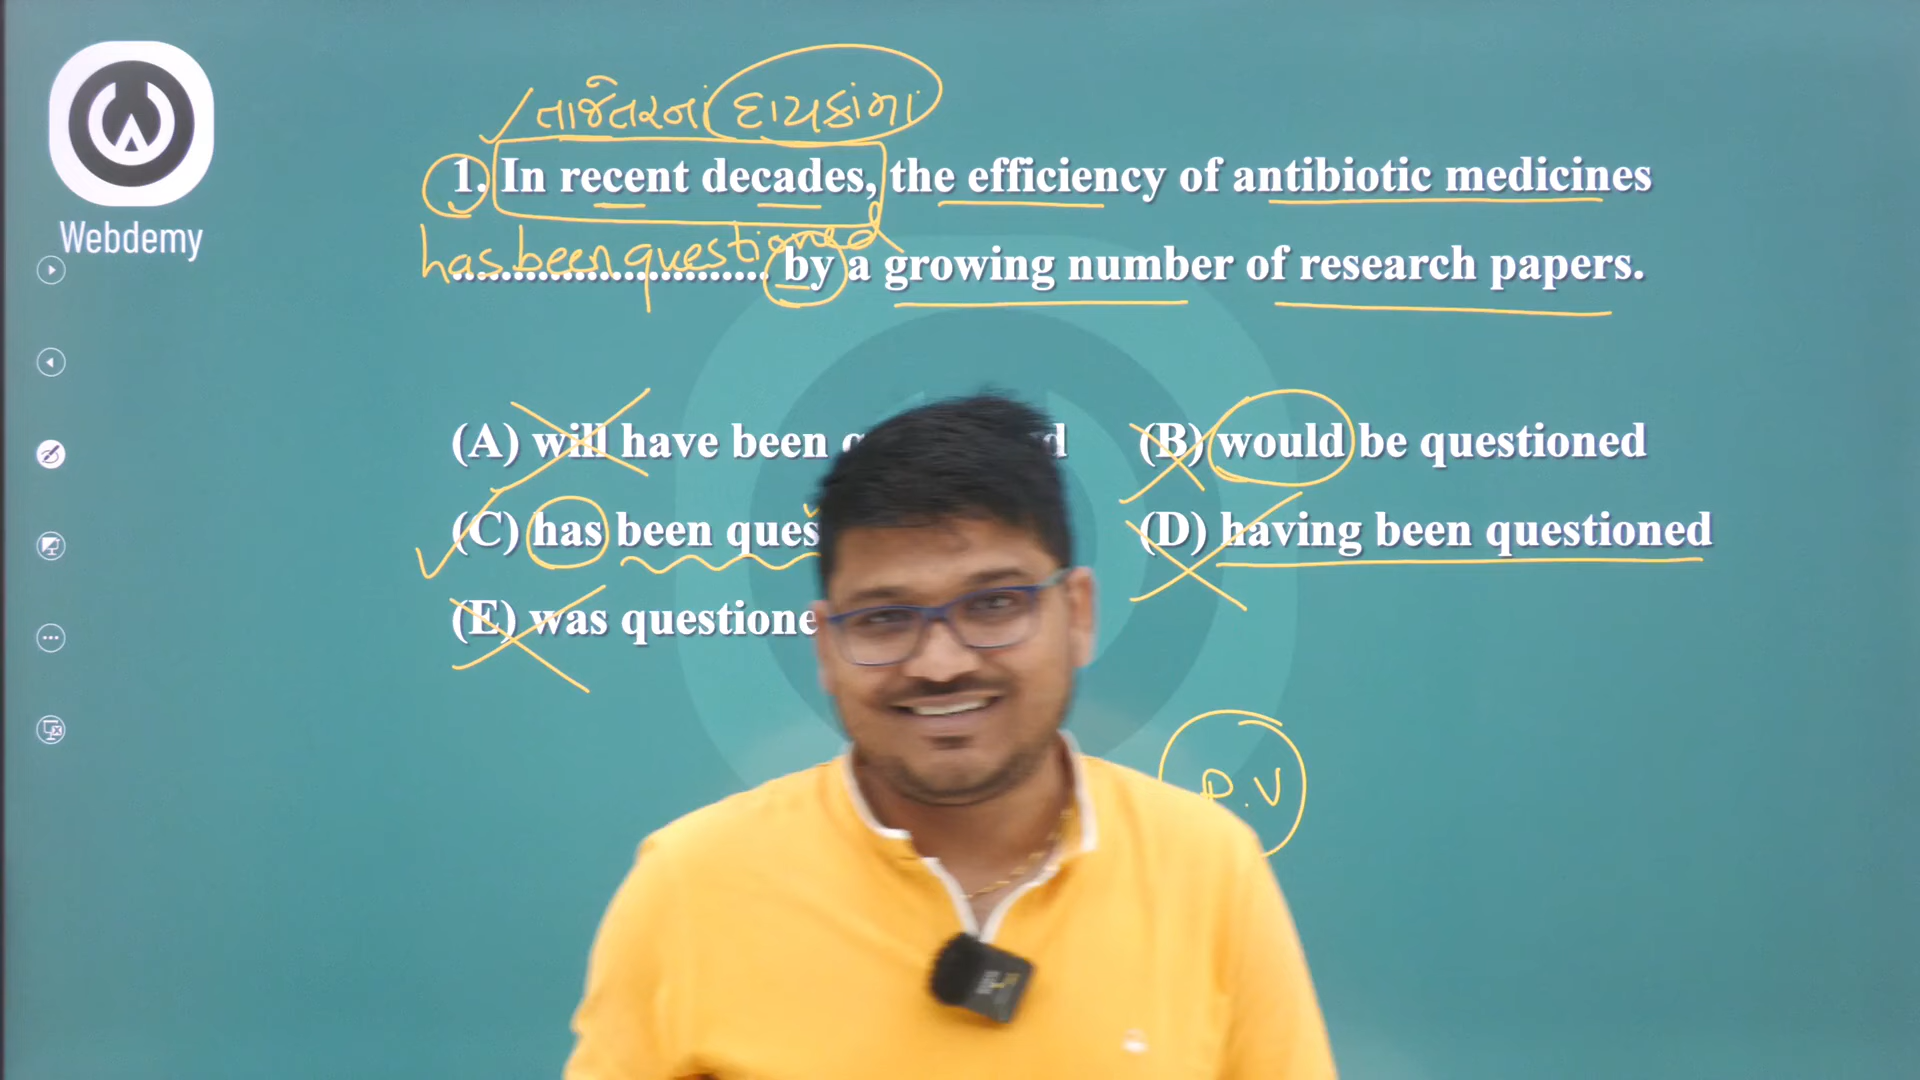 Webdemy
તાજેતરના દાયકામાં
1. In recent decades, the efficiency of antibiotic medicines
has been questioned
.......................... by a growing number of research papers.
(A) will have been
(B) would be questioned
(C) has been ques
(D) having been questioned
(E) was questione
P.V